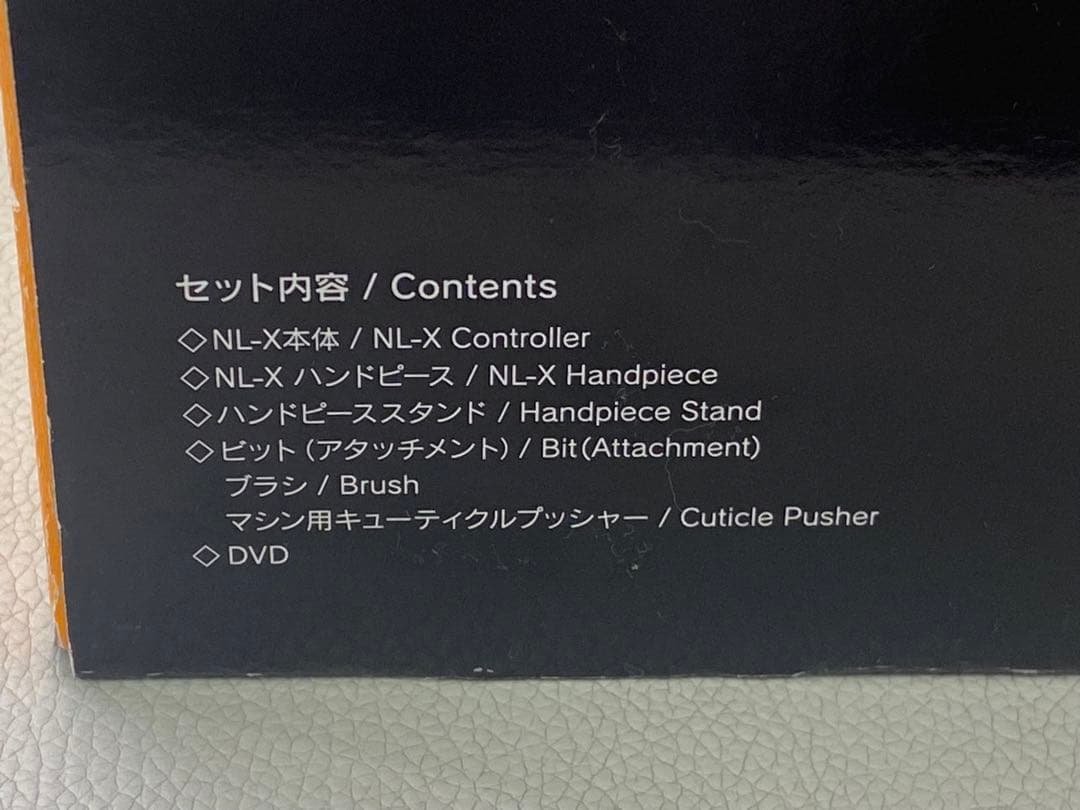 セット内容 / Contents
◇NL-X本体 / NL-X Controller
◇NL-X ハンドピース / NL-X Handpiece
◇ハンドピーススタンド / Handpiece Stand
◇ビット（アタッチメント） / Bit(Attachment)
ブラシ / Brush
マシン用キューティクルプッシャー / Cuticle Pusher
◇DVD